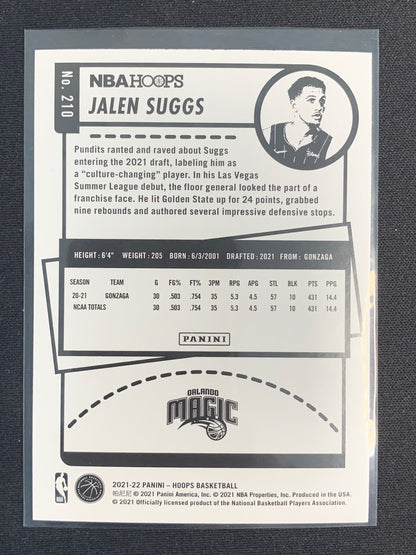 No. 210
NBA HOOPS
JALEN SUGGS
Pundits ranted and raved about Suggs
entering the 2021 draft, labeling him as
a "culture-changing" player. In his Las Vegas
Summer League debut, the floor general looked the part of a
franchise face. He lit Golden State up for 24 points, grabbed
nine rebounds and authored several impressive defensive stops.
HEIGHT: 6'4" WEIGHT: 205 BORN: 6/3/2001 DRAFTED: 2021 FROM: GONZAGA
SEASON TEAM G FG% FT% 3PM RPG APG STL BLK PTS PPG
20-21 GONZAGA 30 .503 .754 35 5.3 4.5 57 10 431 14.4
NCAA TOTALS 30 .503 .754 35 5.3 4.5 57 10 431 14.4
PANINI
ORLANDO
MAGIC
2021-22 PANINI – HOOPS BASKETBALL
帕尼尼 © 2021 Panini America, Inc. © 2021 NBA Properties, Inc. Produced in the USA.
© 2021 Officially licensed product of the National Basketball Players Association.